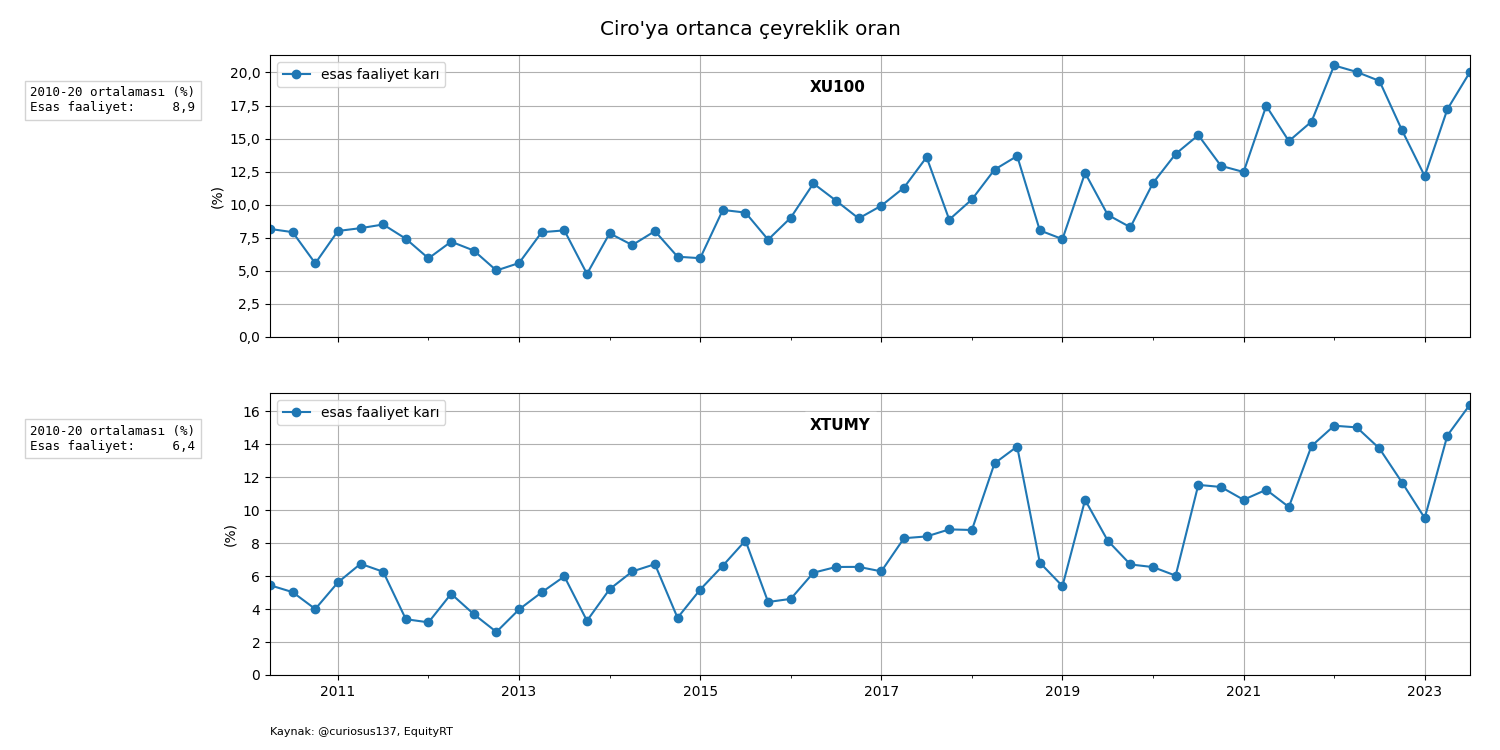 Ciro'ya ortanca çeyreklik oran
2010-20 ortalaması (%)
Esas faaliyet: 8,9
esas faaliyet karı
XU100
(%)
20,0
17,5
15,0
12,5
10,0
7,5
5,0
2,5
0,0
2010-20 ortalaması (%)
Esas faaliyet: 6,4
esas faaliyet karı
XTUMY
(%)
16
14
12
10
8
6
4
2
0
2011 2013 2015 2017 2019 2021 2023
Kaynak: @curiosus137, EquityRT